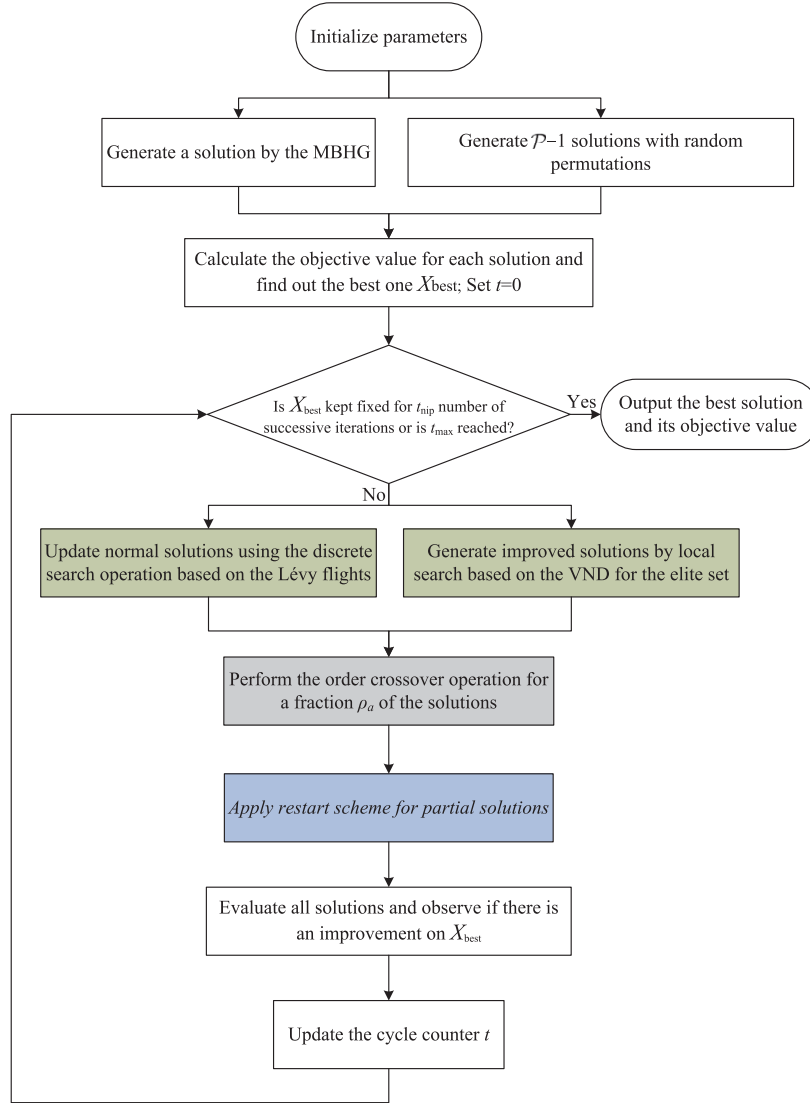 Initialize parameters
Generate a solution by the MBHG
Generate 𝒫−1 solutions with random
permutations
Calculate the objective value for each solution and
find out the best one Xbest; Set t=0
Is Xbest kept fixed for tnip number of
successive iterations or is tmax reached?
Yes
Output the best solution
and its objective value
No
Update normal solutions using the discrete
search operation based on the Lévy flights
Generate improved solutions by local
search based on the VND for the elite set
Perform the order crossover operation for
a fraction ρa of the solutions
Apply restart scheme for partial solutions
Evaluate all solutions and observe if there is
an improvement on Xbest
Update the cycle counter t